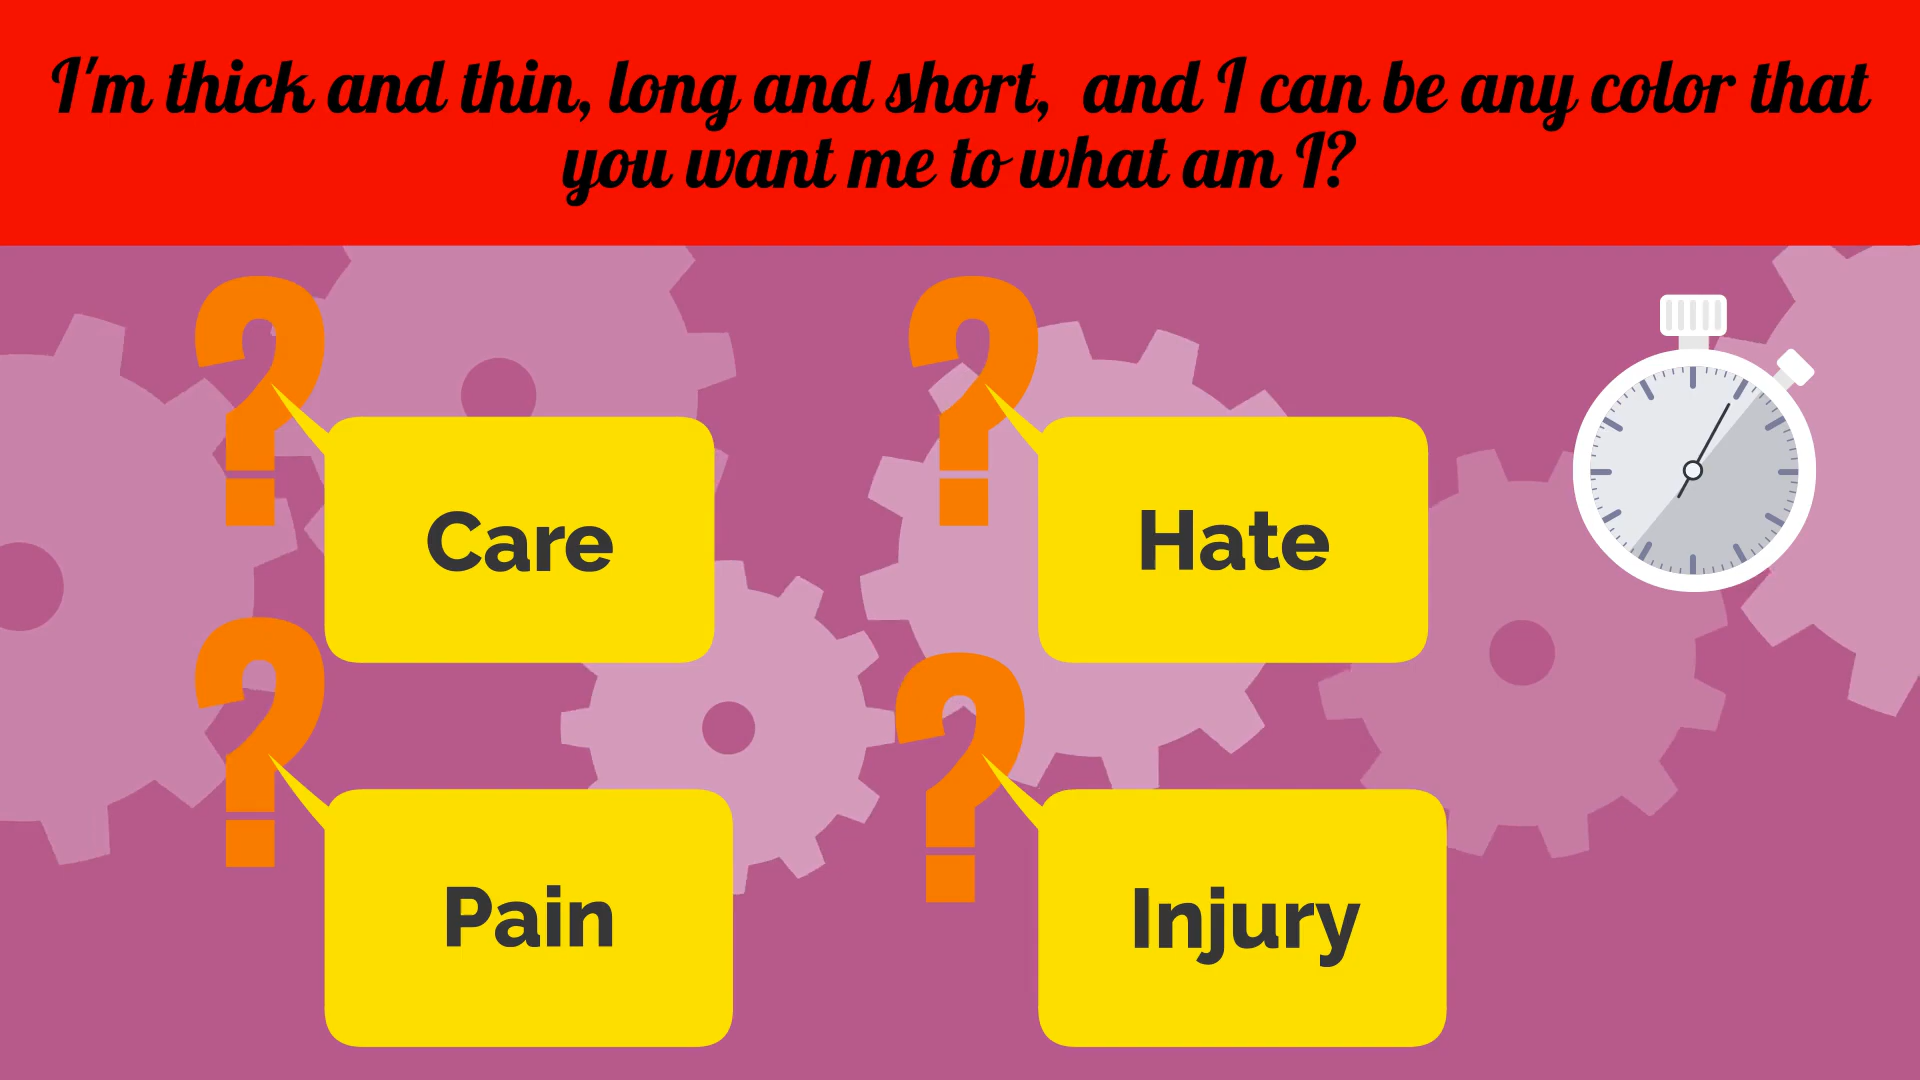 I'm thick and thin, long and short, and I can be any color that
you want me to what am I?
Care
Hate
Pain
Injury